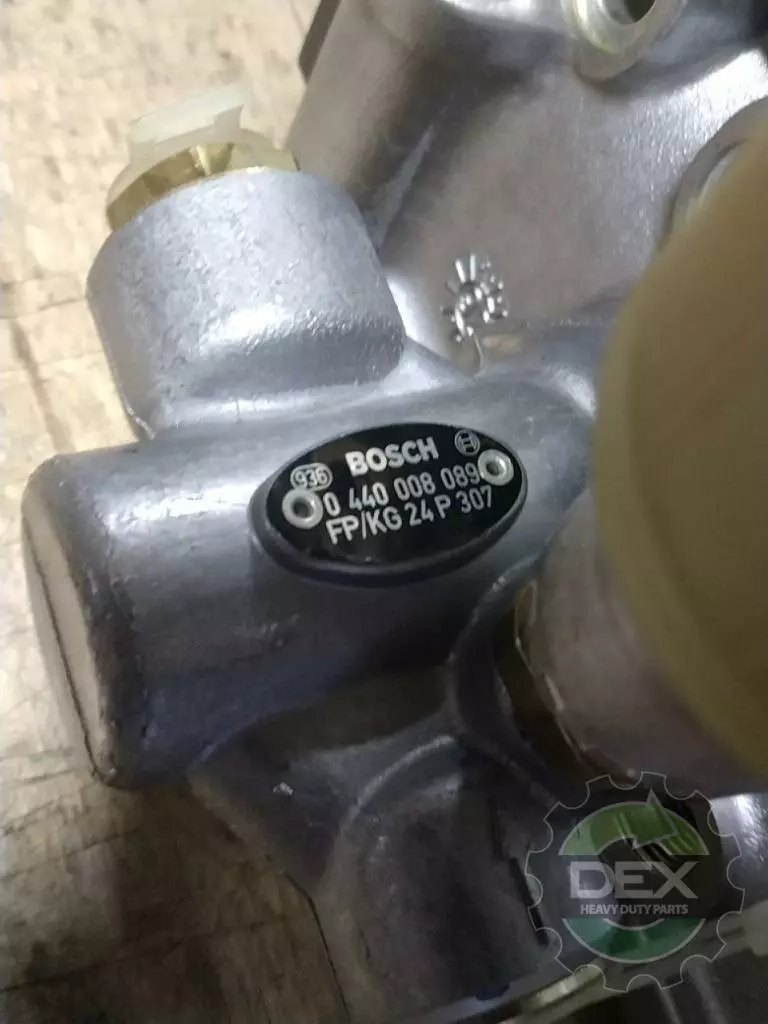 BOSCH
936
0 440 008 089
FP/KG 24 P 307
DEX
HEAVY DUTY PARTS